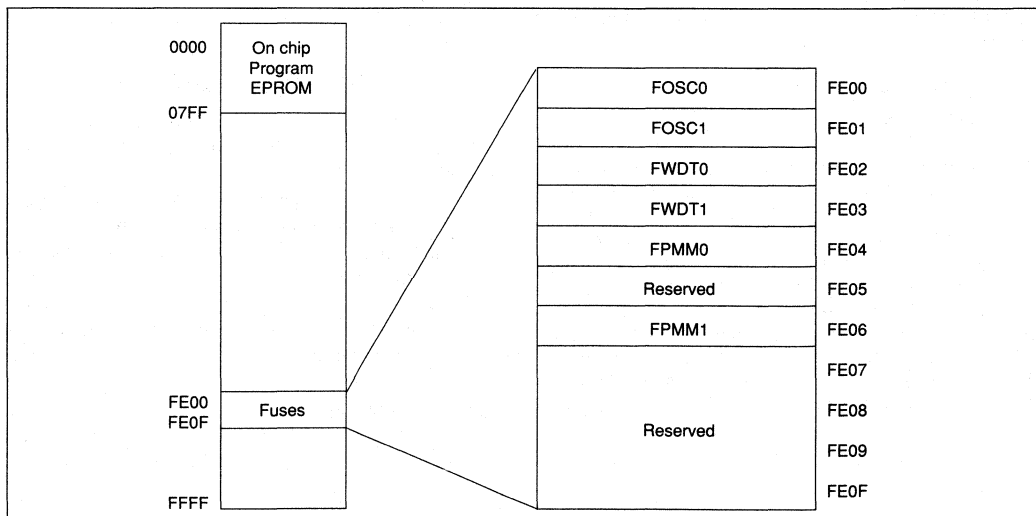 0000
On chip
Program
EPROM
07FF
FE00
Fuses
FE0F
FFFF
FOSC0 FE00
FOSC1 FE01
FWDT0 FE02
FWDT1 FE03
FPMM0 FE04
Reserved FE05
FPMM1 FE06
FE07
FE08
Reserved
FE09
FE0F